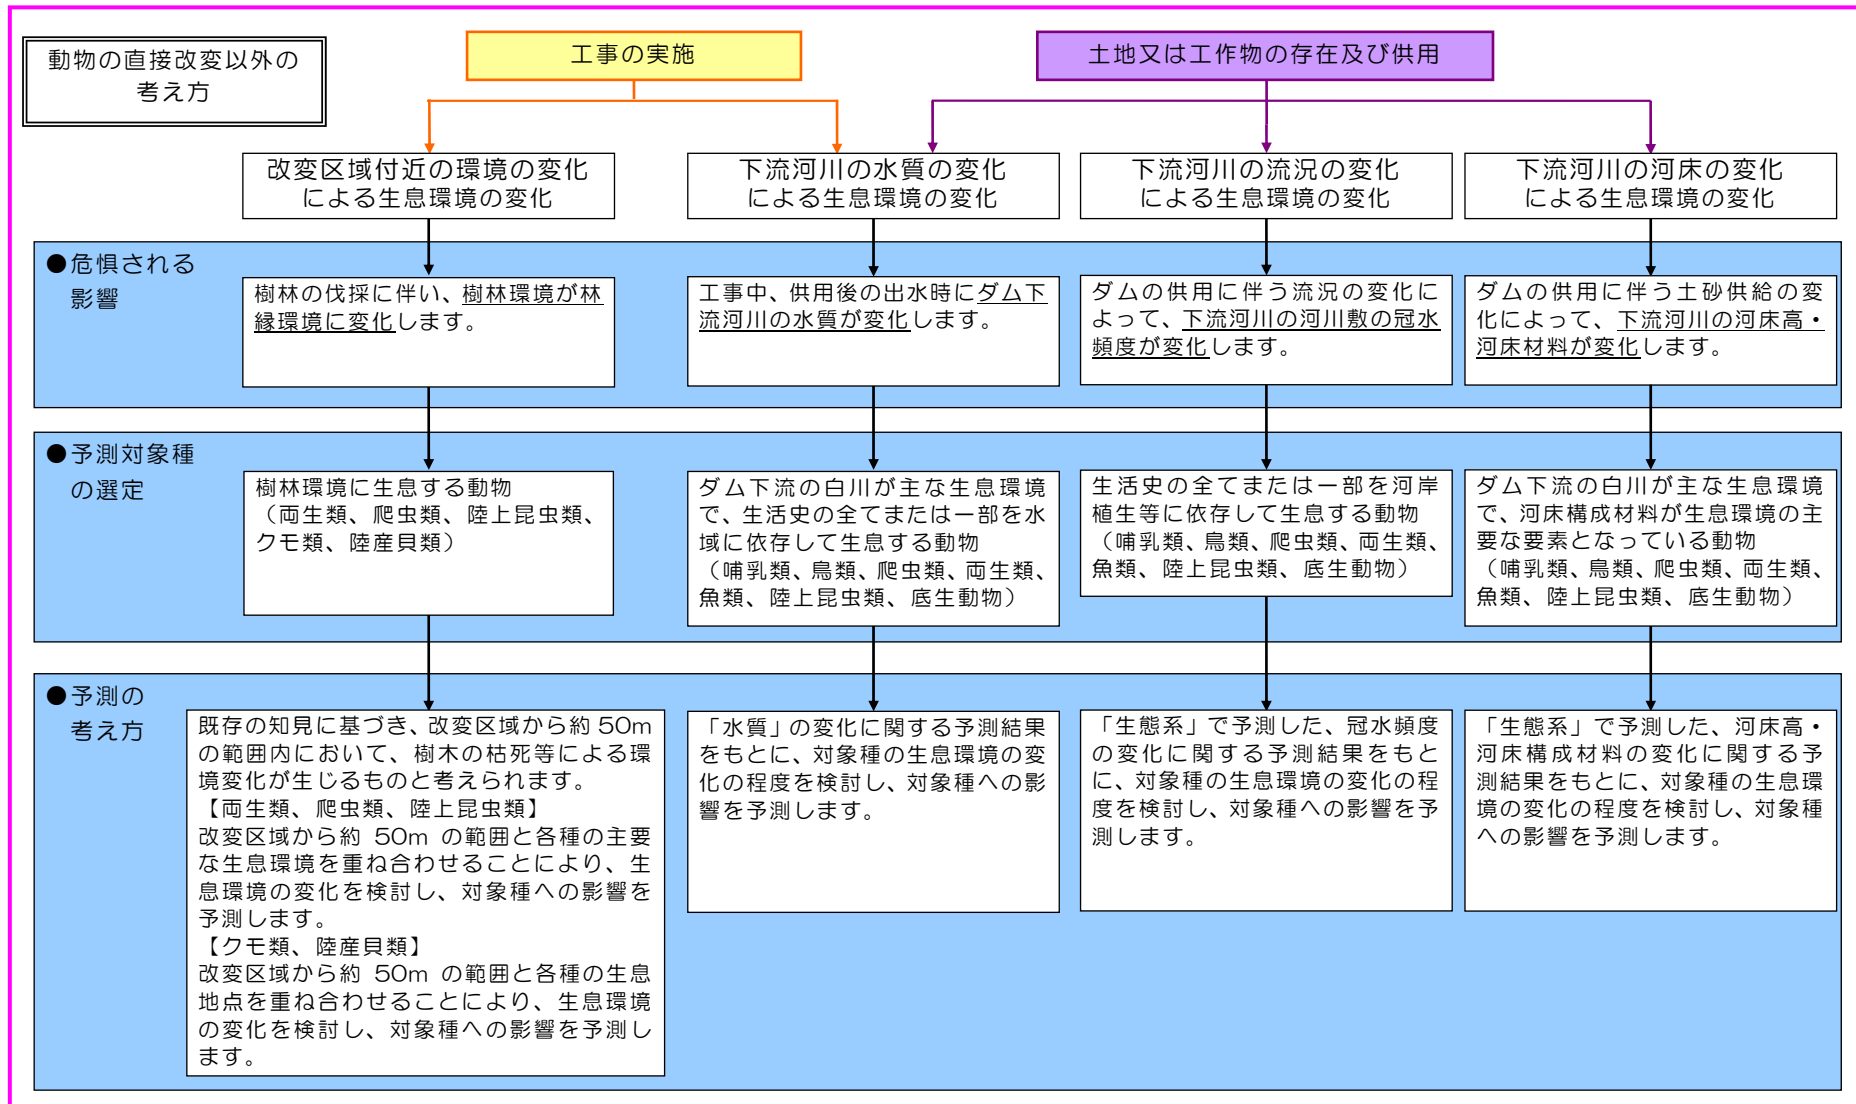 動物の直接改変以外の
考え方
工事の実施
土地又は工作物の存在及び供用
改変区域付近の環境の変化
による生息環境の変化
下流河川の水質の変化
による生息環境の変化
下流河川の流況の変化
による生息環境の変化
下流河川の河床の変化
による生息環境の変化
●危惧される
影響
樹林の伐採に伴い、樹林環境が林
縁環境に変化します。
工事中、供用後の出水時にダム下
流河川の水質が変化します。
ダムの供用に伴う流況の変化に
よって、下流河川の河川敷の冠水
頻度が変化します。
ダムの供用に伴う土砂供給の変
化によって、下流河川の河床高・
河床材料が変化します。
●予測対象種
の選定
樹林環境に生息する動物
（両生類、爬虫類、陸上昆虫類、
クモ類、陸産貝類）
ダム下流の白川が主な生息環境
で、生活史の全てまたは一部を水
域に依存して生息する動物
（哺乳類、鳥類、爬虫類、両生類、
魚類、陸上昆虫類、底生動物）
生活史の全てまたは一部を河岸
植生等に依存して生息する動物
（哺乳類、鳥類、爬虫類、両生類、
魚類、陸上昆虫類、底生動物）
ダム下流の白川が主な生息環境
で、河床構成材料が生息環境の主
要な要素となっている動物
（哺乳類、鳥類、爬虫類、両生類、
魚類、陸上昆虫類、底生動物）
●予測の
考え方
既存の知見に基づき、改変区域から約50m
の範囲内において、樹木の枯死等による環
境変化が生じるものと考えられます。
【両生類、爬虫類、陸上昆虫類】
改変区域から約 50m の範囲と各種の主要
な生息環境を重ね合わせることにより、生
息環境の変化を検討し、対象種への影響を
予測します。
【クモ類、陸産貝類】
改変区域から約 50m の範囲と各種の生息
地点を重ね合わせることにより、生息環境
の変化を検討し、対象種への影響を予測し
ます。
「水質」の変化に関する予測結果
をもとに、対象種の生息環境の変
化の程度を検討し、対象種への影
響を予測します。
「生態系」で予測した、冠水頻度
の変化に関する予測結果をもと
に、対象種の生息環境の変化の程
度を検討し、対象種への影響を予
測します。
「生態系」で予測した、河床高・
河床構成材料の変化に関する予
測結果をもとに、対象種の生息環
境の変化の程度を検討し、対象種
への影響を予測します。